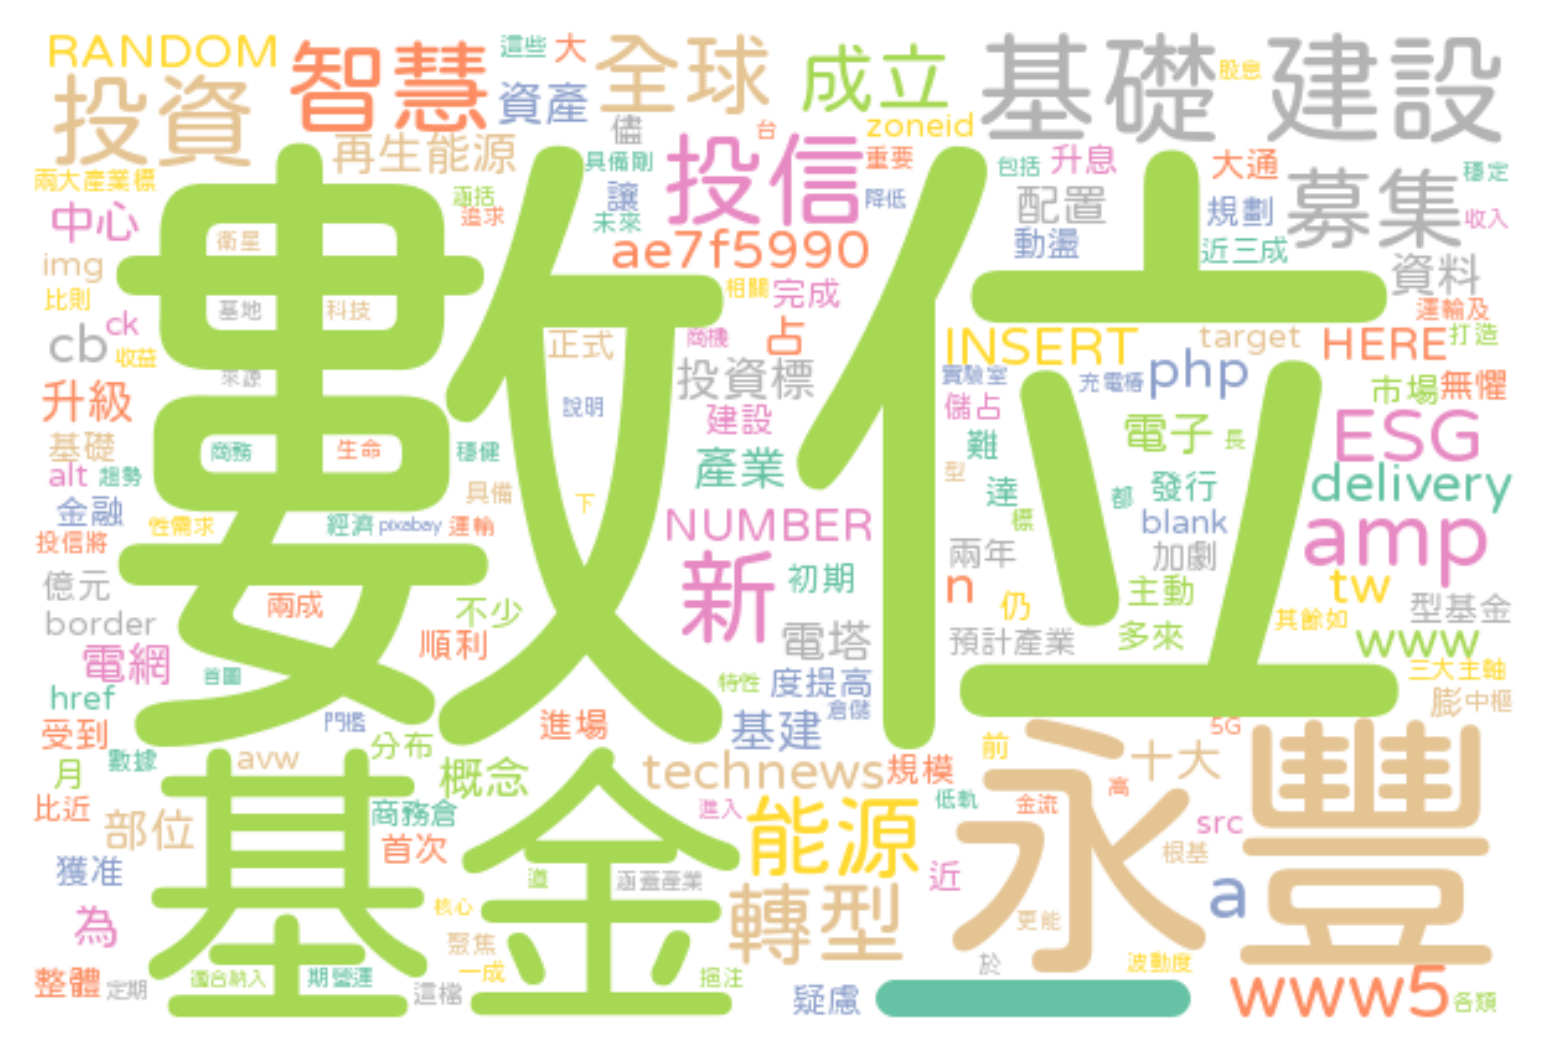 RANDOM
智慧
這些
大
全球
成立
基礎建設
股息
投資
資產
儘
台
zoneid
再生能源
具備剛
投信
重要
包括
升息
大通
穩定
兩大產業標
涵括
讓
降低
配置
規劃
募集
收入
中心
追求
未來
動盪
近三成
衛星
ae7f5990
img
數位
資料
比則
基地
科技
相關
完成
運輸及
cb
ck
收益
正式
商機
占
INSERT
target
HERE
打造
來源
投資標
實驗室
充電樁
php
市場
無懼
升級
說明
建設
儲占
ESG
基礎
商務
生命
穩健
產業
難
電子
長
alt
趨勢
具備
型
達
都
發行
delivery
金融
性需求
經濟
pixabay
運輸
下
NUMBER
標
blank
amp
投信將
新
兩年
加劇
億元
初期
n
主動
tw
兩成
不少
仍
型基金
border
順利
電塔
預計產業
多來
其餘如
www
電網
首圖
特性
度提高
三大主軸
href
倉儲
膨
中樞
受到
門檻
進場
基建
5G
數據
分布
前
十大
永豐
月
avw
概念
technews
規模
高
比近
商務倉
進入
能源
低軌
金流
src
部位
基金
首次
根基
獲准
道
涵蓋產業
近
a
為
核心
轉型
更能
聚焦
整體
定期
適合納入
期營運
一成
挹注
於
波動度
這檔
疑慮
www5
各類